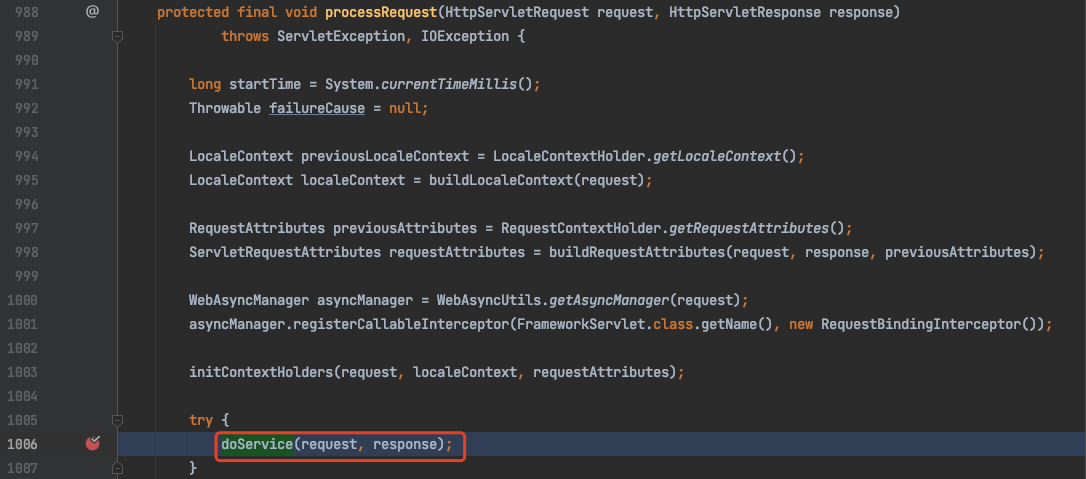 988 @ protected final void processRequest(HttpServletRequest request, HttpServletResponse response)
989 throws ServletException, IOException {
990
991 long startTime = System.currentTimeMillis();
992 Throwable failureCause = null;
993
994 LocaleContext previousLocaleContext = LocaleContextHolder.getLocaleContext();
995 LocaleContext localeContext = buildLocaleContext(request);
996
997 RequestAttributes previousAttributes = RequestContextHolder.getRequestAttributes();
998 ServletRequestAttributes requestAttributes = buildRequestAttributes(request, response, previousAttributes);
999
1000 WebAsyncManager asyncManager = WebAsyncUtils.getAsyncManager(request);
1001 asyncManager.registerCallableInterceptor(FrameworkServlet.class.getName(), new RequestBindingInterceptor());
1002
1003 initContextHolders(request, localeContext, requestAttributes);
1004
1005 try {
1006 doService(request, response);
1007 }